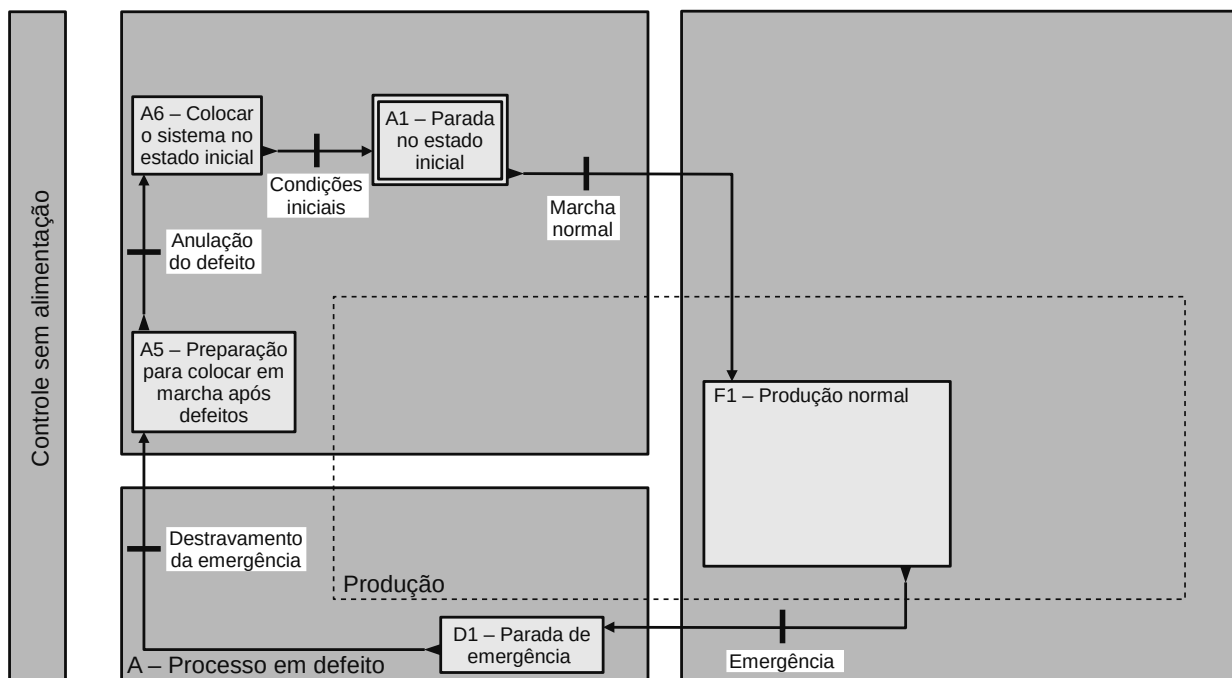 Controle sem alimentação
A6 – Colocar
o sistema no
estado inicial
Condições
iniciais
A1 – Parada
no estado
inicial
Marcha
normal
Anulação
do defeito
A5 – Preparação
para colocar em
marcha após
defeitos
F1 – Produção normal
Destravamento
da emergência
Produção
D1 – Parada de
emergência
Emergência
A – Processo em defeito